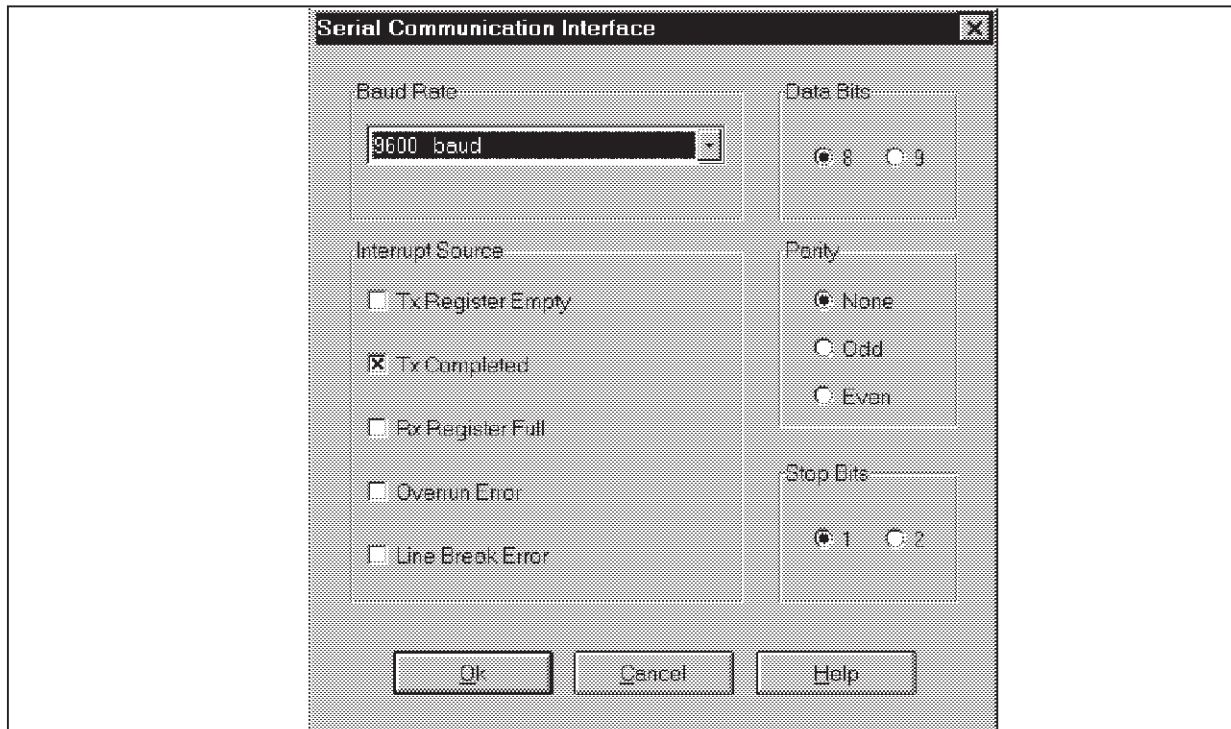 Serial Communication Interface
Baud Rate
9600 baud
Data Bits
8 9
Interrupt Source
Tx Register Empty
Tx Completed
Rx Register Full
Overrun Error
Line Break Error
Parity
None
Odd
Even
Stop Bits
1 2
Ok Cancel Help